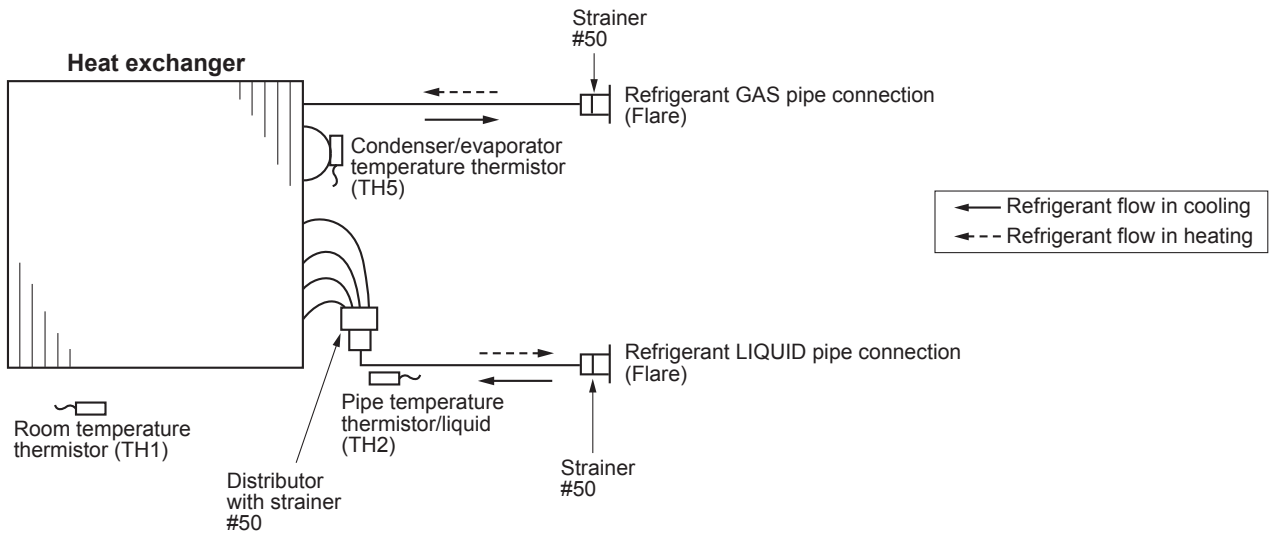 Strainer
#50
Heat exchanger
Refrigerant GAS pipe connection
(Flare)
Condenser/evaporator
temperature thermistor
(TH5)
Refrigerant flow in cooling
Refrigerant flow in heating
Refrigerant LIQUID pipe connection
(Flare)
Pipe temperature
thermistor/liquid
(TH2)
Room temperature
thermistor (TH1)
Strainer
#50
Distributor
with strainer
#50